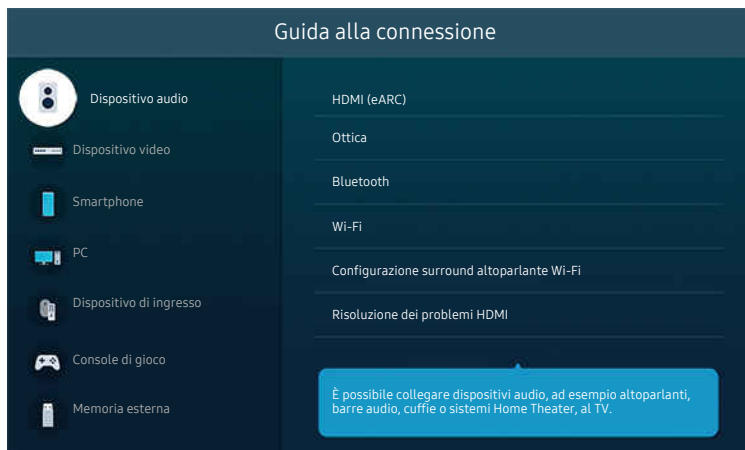 Guida alla connessione
Dispositivo audio
Dispositivo video
Smartphone
PC
Dispositivo di ingresso
Console di gioco
Memoria esterna
HDMI (eARC)
Ottica
Bluetooth
Wi-Fi
Configurazione surround altoparlante Wi-Fi
Risoluzione dei problemi HDMI
È possibile collegare dispositivi audio, ad esempio altoparlanti,
barre audio, cuffie o sistemi Home Theater, al TV.